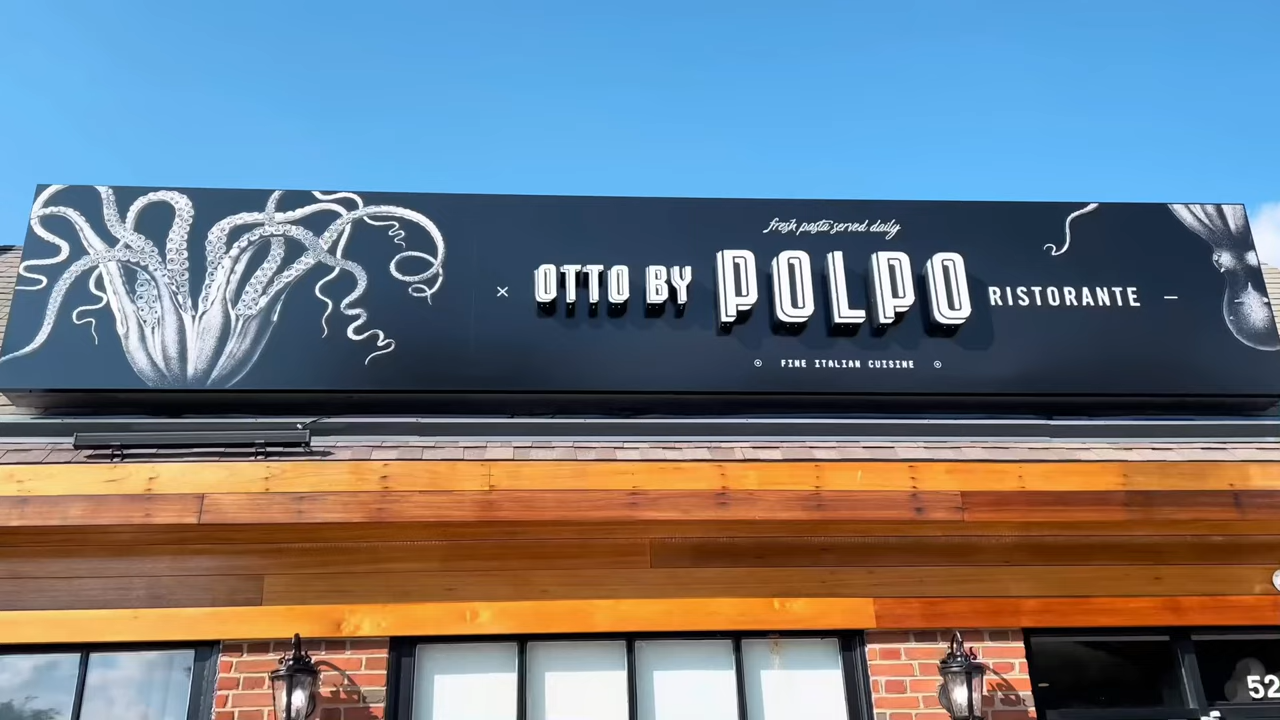 fresh pasta served daily
× OTTO BY POLPO RISTORANTE –
FINE ITALIAN CUISINE
52